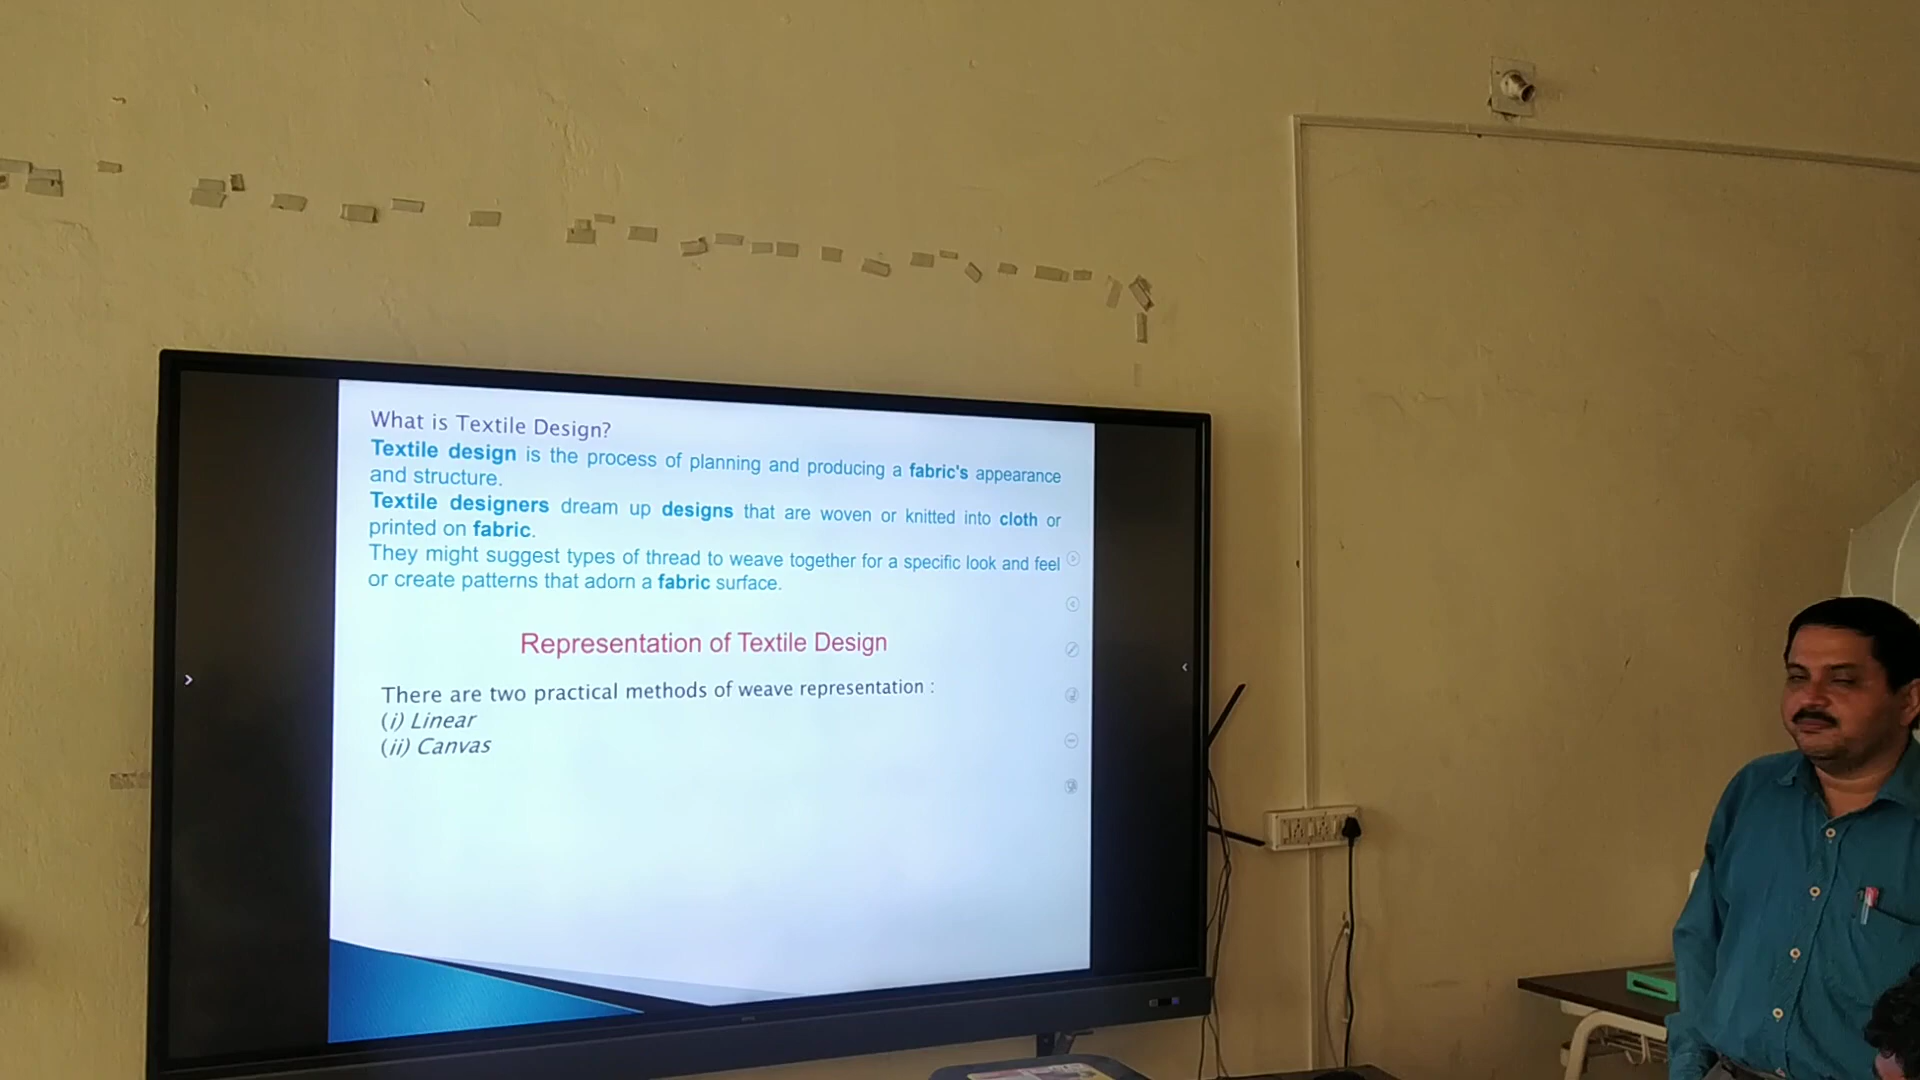 What is Textile Design?
Textile design is the process of planning and producing a fabric's appearance
and structure.
Textile designers dream up designs that are woven or knitted into cloth or
printed on fabric.
They might suggest types of thread to weave together for a specific look and feel
or create patterns that adorn a fabric surface.
Representation of Textile Design
There are two practical methods of weave representation :
(i) Linear
(ii) Canvas